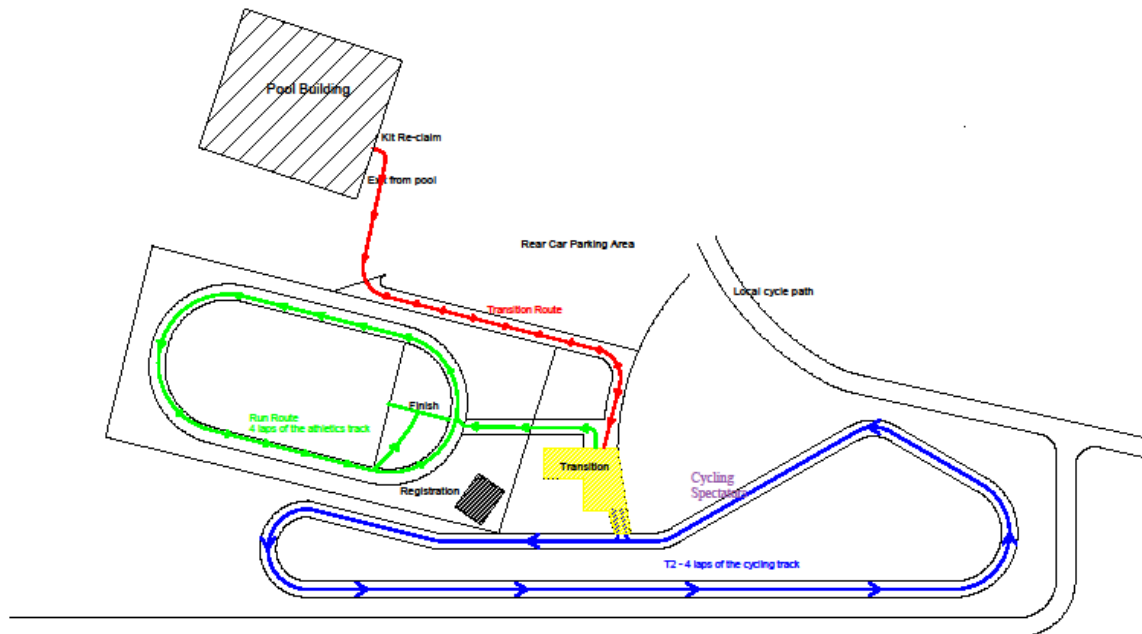 Pool Building
Kit Re-claim
Exit from pool
Rear Car Parking Area
Local cycle path
Transition Route
Finish
Run Route
4 laps of the athletics track
Transition
Registration
Cycling
Spectators
T2 - 4 laps of the cycling track